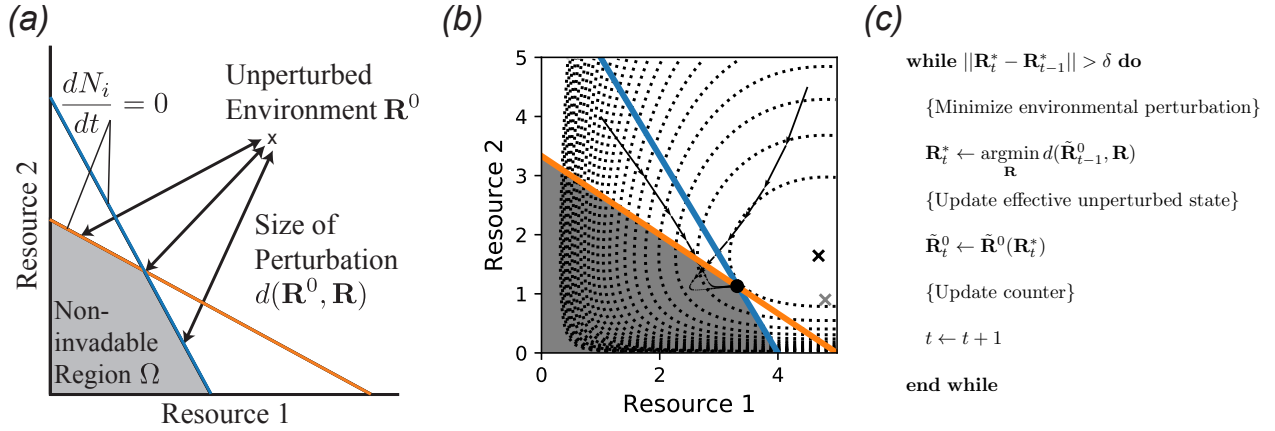 (a)
dN_i/dt = 0
Unperturbed
Environment R^0
x
Size of
Perturbation
d(R^0, R)
Non-
invadable
Region Ω
Resource 2
Resource 1
(b)
5
4
3
2
1
0
0 2 4
Resource 2
Resource 1
(c)
while ||R*_t − R*_{t−1}|| > δ do
{Minimize environmental perturbation}
R*_t ← argmin d(R̃^0_{t−1}, R)
R
{Update effective unperturbed state}
R̃^0_t ← R̃^0(R*_t)
{Update counter}
t ← t + 1
end while